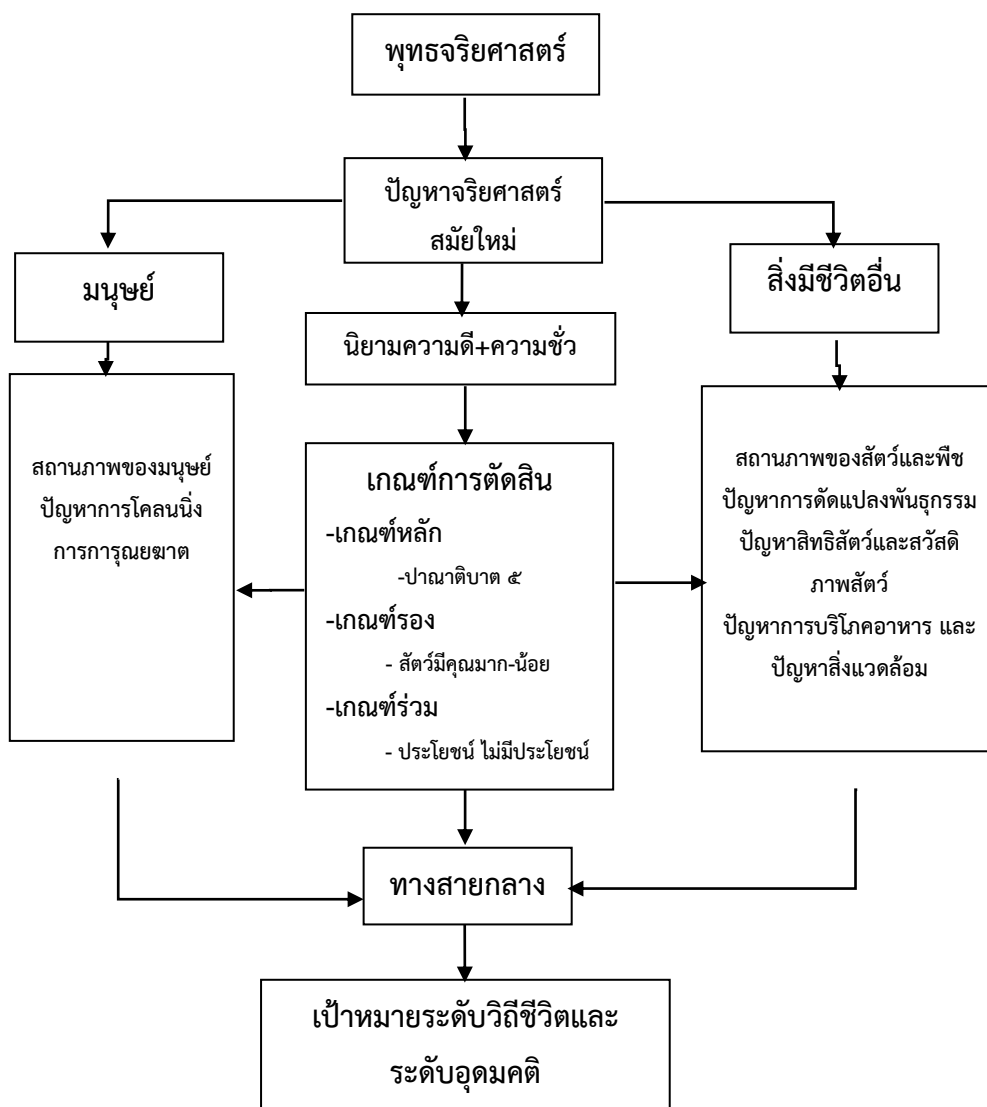 พุทธจริยศาสตร์
ปัญหาจริยศาสตร์
สมัยใหม่
มนุษย์
สิ่งมีชีวิตอื่น
นิยามความดี+ความชั่ว
สถานภาพของมนุษย์
ปัญหาการโคลนนิ่ง
การการุณยฆาต
เกณฑ์การตัดสิน
-เกณฑ์หลัก
-ปาณาติบาต ๕
-เกณฑ์รอง
- สัตว์มีคุณมาก-น้อย
-เกณฑ์ร่วม
- ประโยชน์ ไม่มีประโยชน์
สถานภาพของสัตว์และพืช
ปัญหาการดัดแปลงพันธุกรรม
ปัญหาสิทธิสัตว์และสวัสดิ
ภาพสัตว์
ปัญหาการบริโภคอาหาร และ
ปัญหาสิ่งแวดล้อม
ทางสายกลาง
เป้าหมายระดับวิถีชีวิตและ
ระดับอุดมคติ